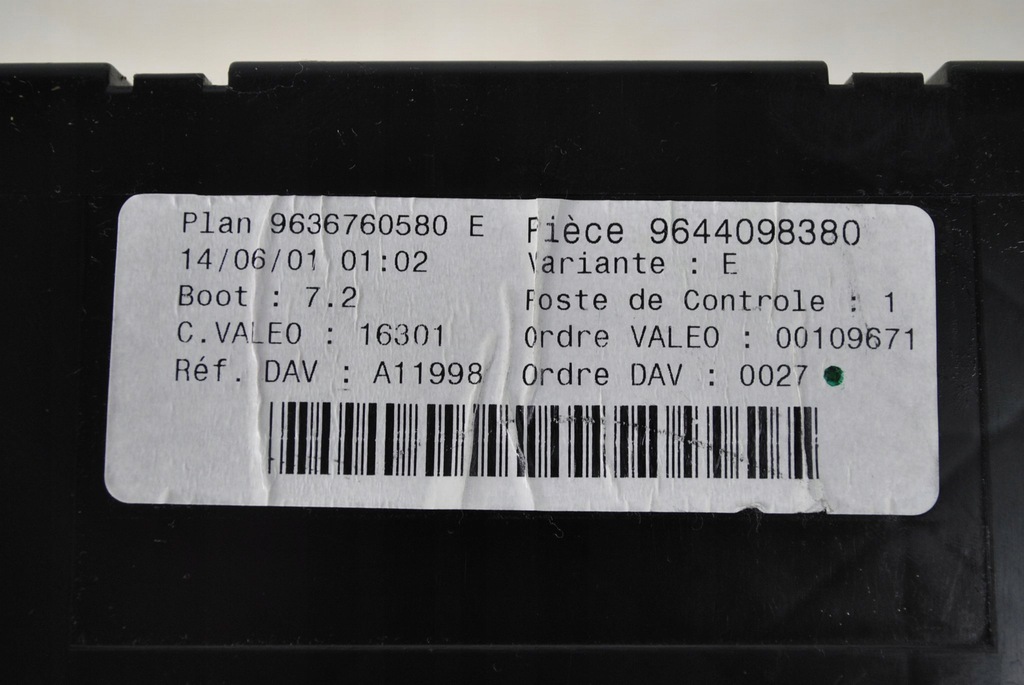 Plan 9636760580 E Pièce 9644098380
14/06/01 01:02 Variante : E
Boot : 7.2 Poste de Controle : 1
C.VALEO : 16301 Ordre VALEO : 00109671
Réf. DAV : A11998 Ordre DAV : 0027